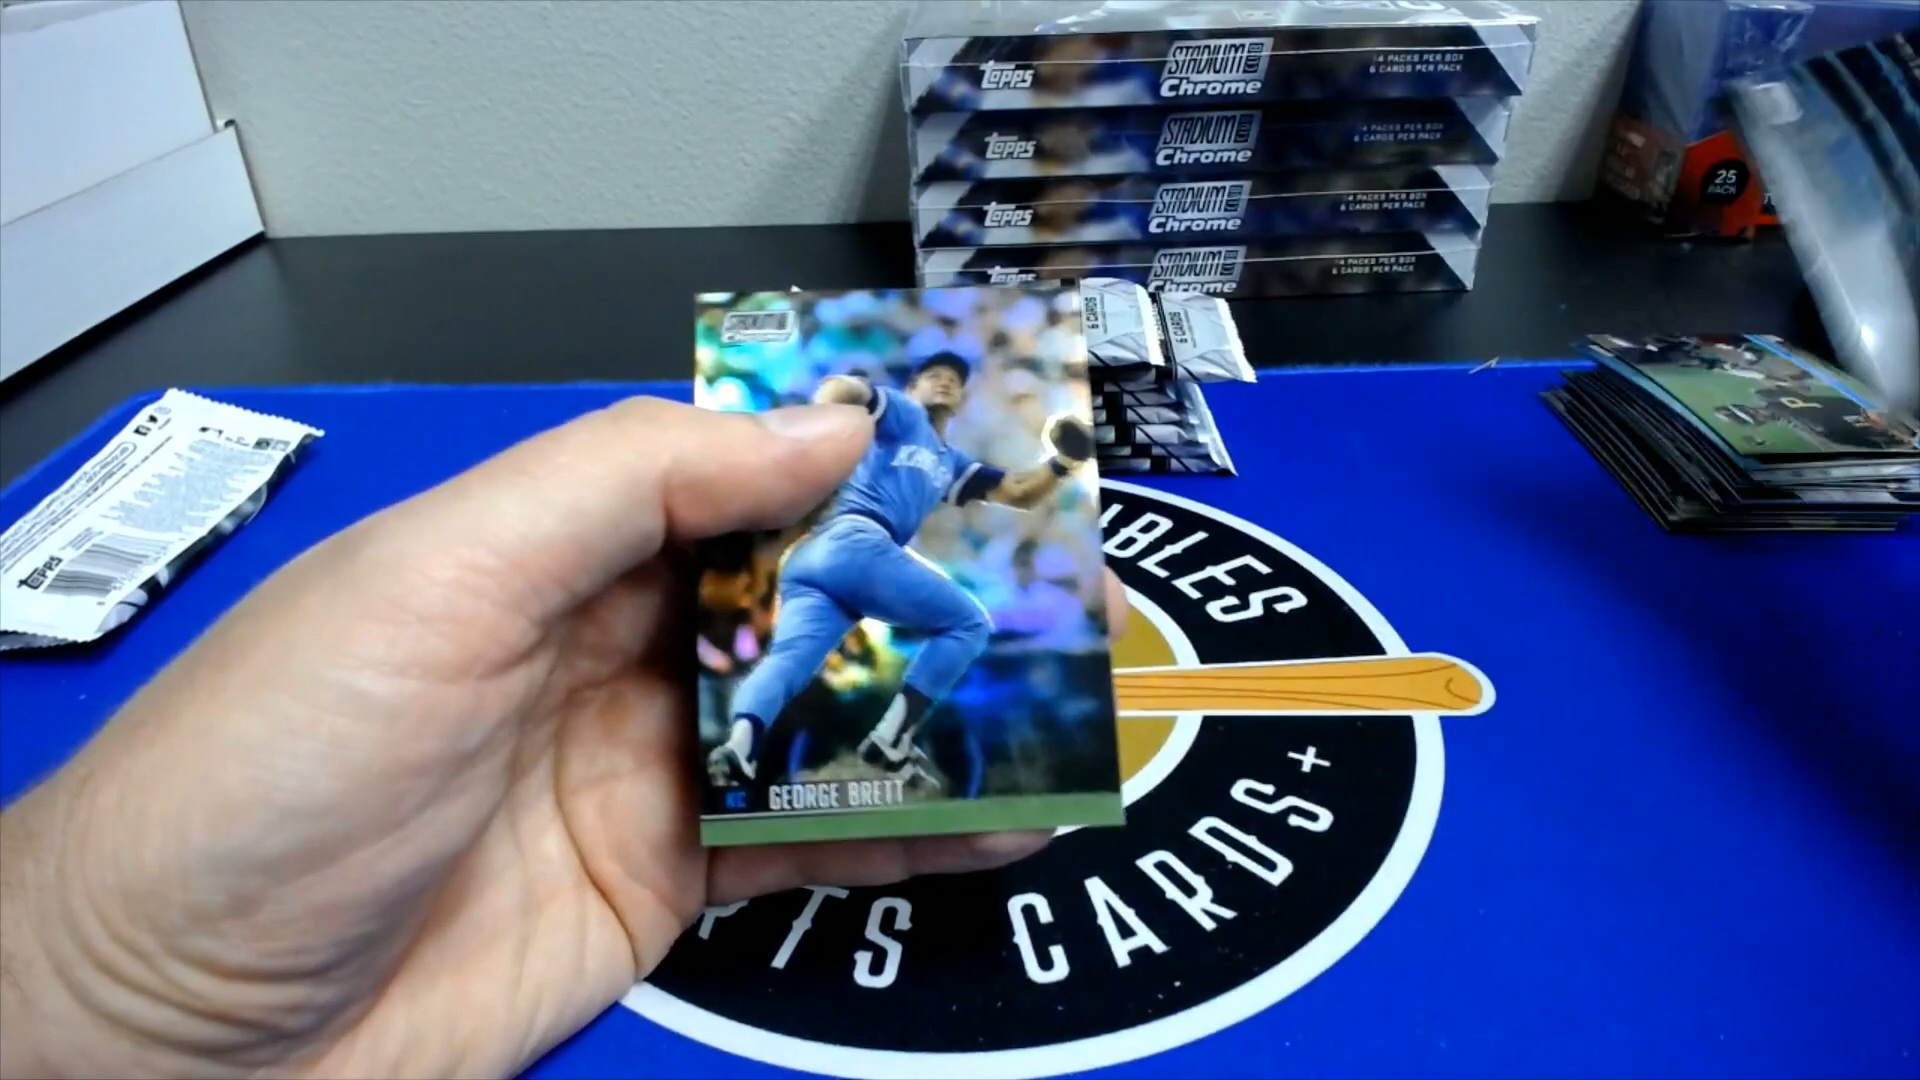 topps
STADIUM CLUB
Chrome
14 PACKS PER BOX
6 CARDS PER PACK
topps
STADIUM CLUB
Chrome
14 PACKS PER BOX
6 CARDS PER PACK
topps
STADIUM CLUB
Chrome
14 PACKS PER BOX
6 CARDS PER PACK
topps
STADIUM CLUB
Chrome
14 PACKS PER BOX
6 CARDS PER PACK
25
PACK
6 CARDS
6 CARDS
STADIUM
Chrome
KC GEORGE BRETT
topps
P
BLES
RTS CARDS +